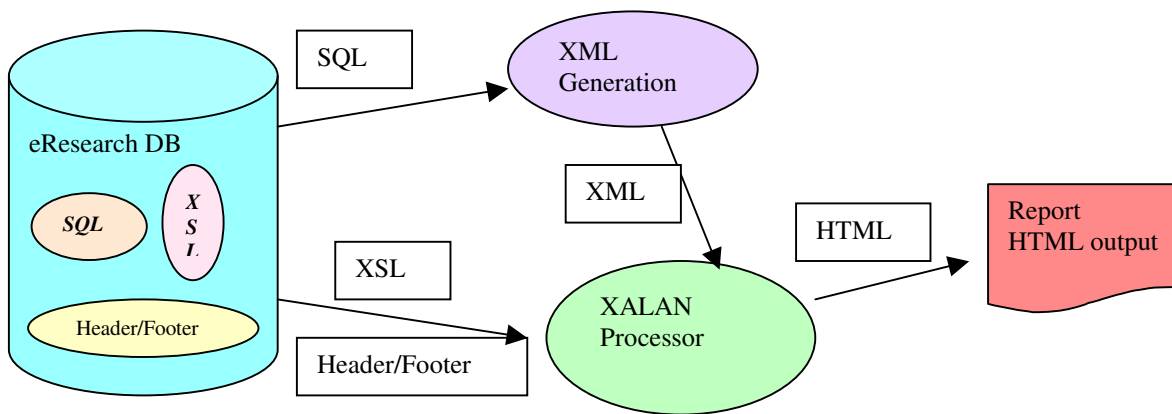 SQL
XML
Generation
eResearch DB
SQL
X
S
L
XML
Report
HTML output
HTML
XSL
XALAN
Processor
Header/Footer
Header/Footer